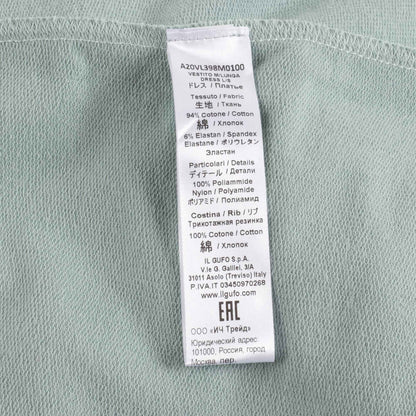 A20VL398M0100
VESTITO M/LUNGA
DRESS L/S
ドレス / Платье
Tessuto / Fabric
生地 / Ткань
94% Cotone / Cotton
綿 / Хлопок
6% Elastan / Spandex
Elastane / ポリウレタン
Эластан
Particolari / Details
ディテール / Детали
100% Poliammide
Nylon / Polyamide
ポリアミド / Полиамид
Costina / Rib / リブ
Трикотажная резинка
100% Cotone / Cotton
綿 / Хлопок
IL GUFO S.p.A.
V.le G. Galilei, 3/A
31011 Asolo (Treviso) Italy
P.IVA IT 03450970268
www.ilgufo.com
EAC
ООО «ИЧ Трейд»
Юридический адрес:
101000, Россия, город
Москва, пер.